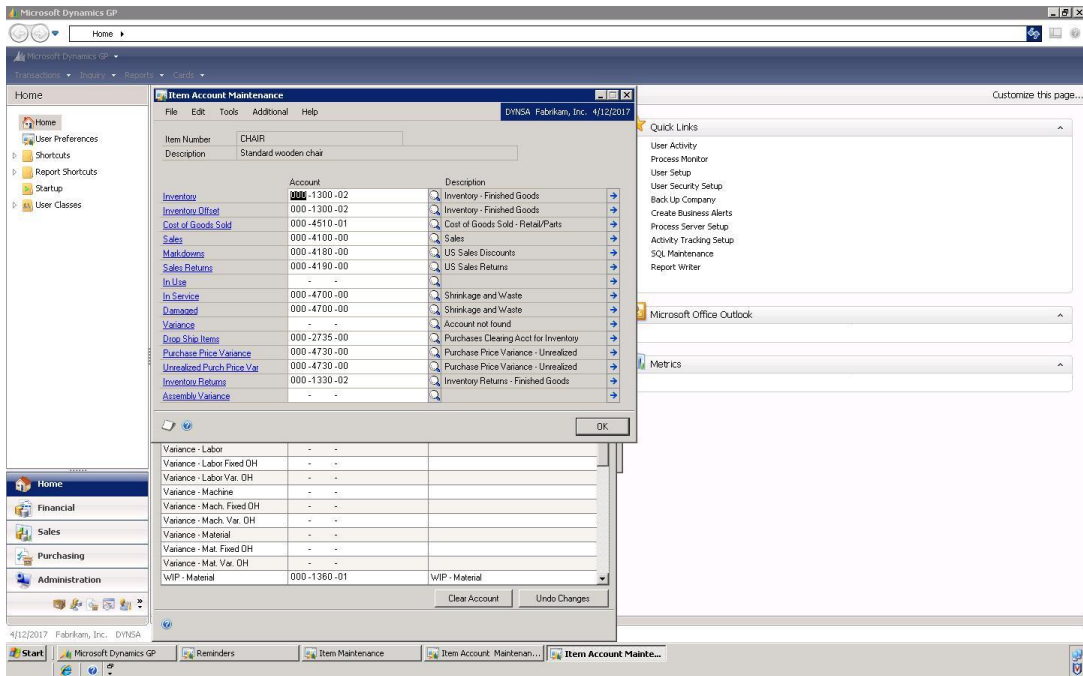 Microsoft Dynamics GP
Home
Microsoft Dynamics GP
Transactions Inquiry Reports Cards
Home
Home
User Preferences
Shortcuts
Report Shortcuts
Startup
User Classes
Home
Financial
Sales
Purchasing
Administration
4/12/2017 Fabrikam, Inc. DYNSA
Item Account Maintenance
File Edit Tools Additional Help DYNSA Fabrikam, Inc. 4/12/2017
Item Number CHAIR
Description Standard wooden chair
Account Description
Inventory 000-1300-02 Inventory - Finished Goods
Inventory Offset 000-1300-02 Inventory - Finished Goods
Cost of Goods Sold 000-4510-01 Cost of Goods Sold - Retail/Parts
Sales 000-4100-00 Sales
Markdowns 000-4180-00 US Sales Discounts
Sales Returns 000-4190-00 US Sales Returns
In Use - -
In Service 000-4700-00 Shrinkage and Waste
Damaged 000-4700-00 Shrinkage and Waste
Variance - - Account not found
Drop Ship Items 000-2735-00 Purchases Clearing Acct for Inventory
Purchase Price Variance 000-4730-00 Purchase Price Variance - Unrealized
Unrealized Purch Price Var 000-4730-00 Purchase Price Variance - Unrealized
Inventory Returns 000-1330-02 Inventory Returns - Finished Goods
Assembly Variance - -
OK
Variance - Labor - -
Variance - Labor Fixed OH - -
Variance - Labor Var. OH - -
Variance - Machine - -
Variance - Mach. Fixed OH - -
Variance - Mach. Var. OH - -
Variance - Material - -
Variance - Mat. Fixed OH - -
Variance - Mat. Var. OH - -
WIP - Material 000-1360-01 WIP - Material
Clear Account Undo Changes
Customize this page...
Quick Links
User Activity
Process Monitor
User Setup
User Security Setup
Back Up Company
Create Business Alerts
Process Server Setup
Activity Tracking Setup
SQL Maintenance
Report Writer
Microsoft Office Outlook
Metrics
Start Microsoft Dynamics GP Reminders Item Maintenance Item Account Maintenan... Item Account Mainte...